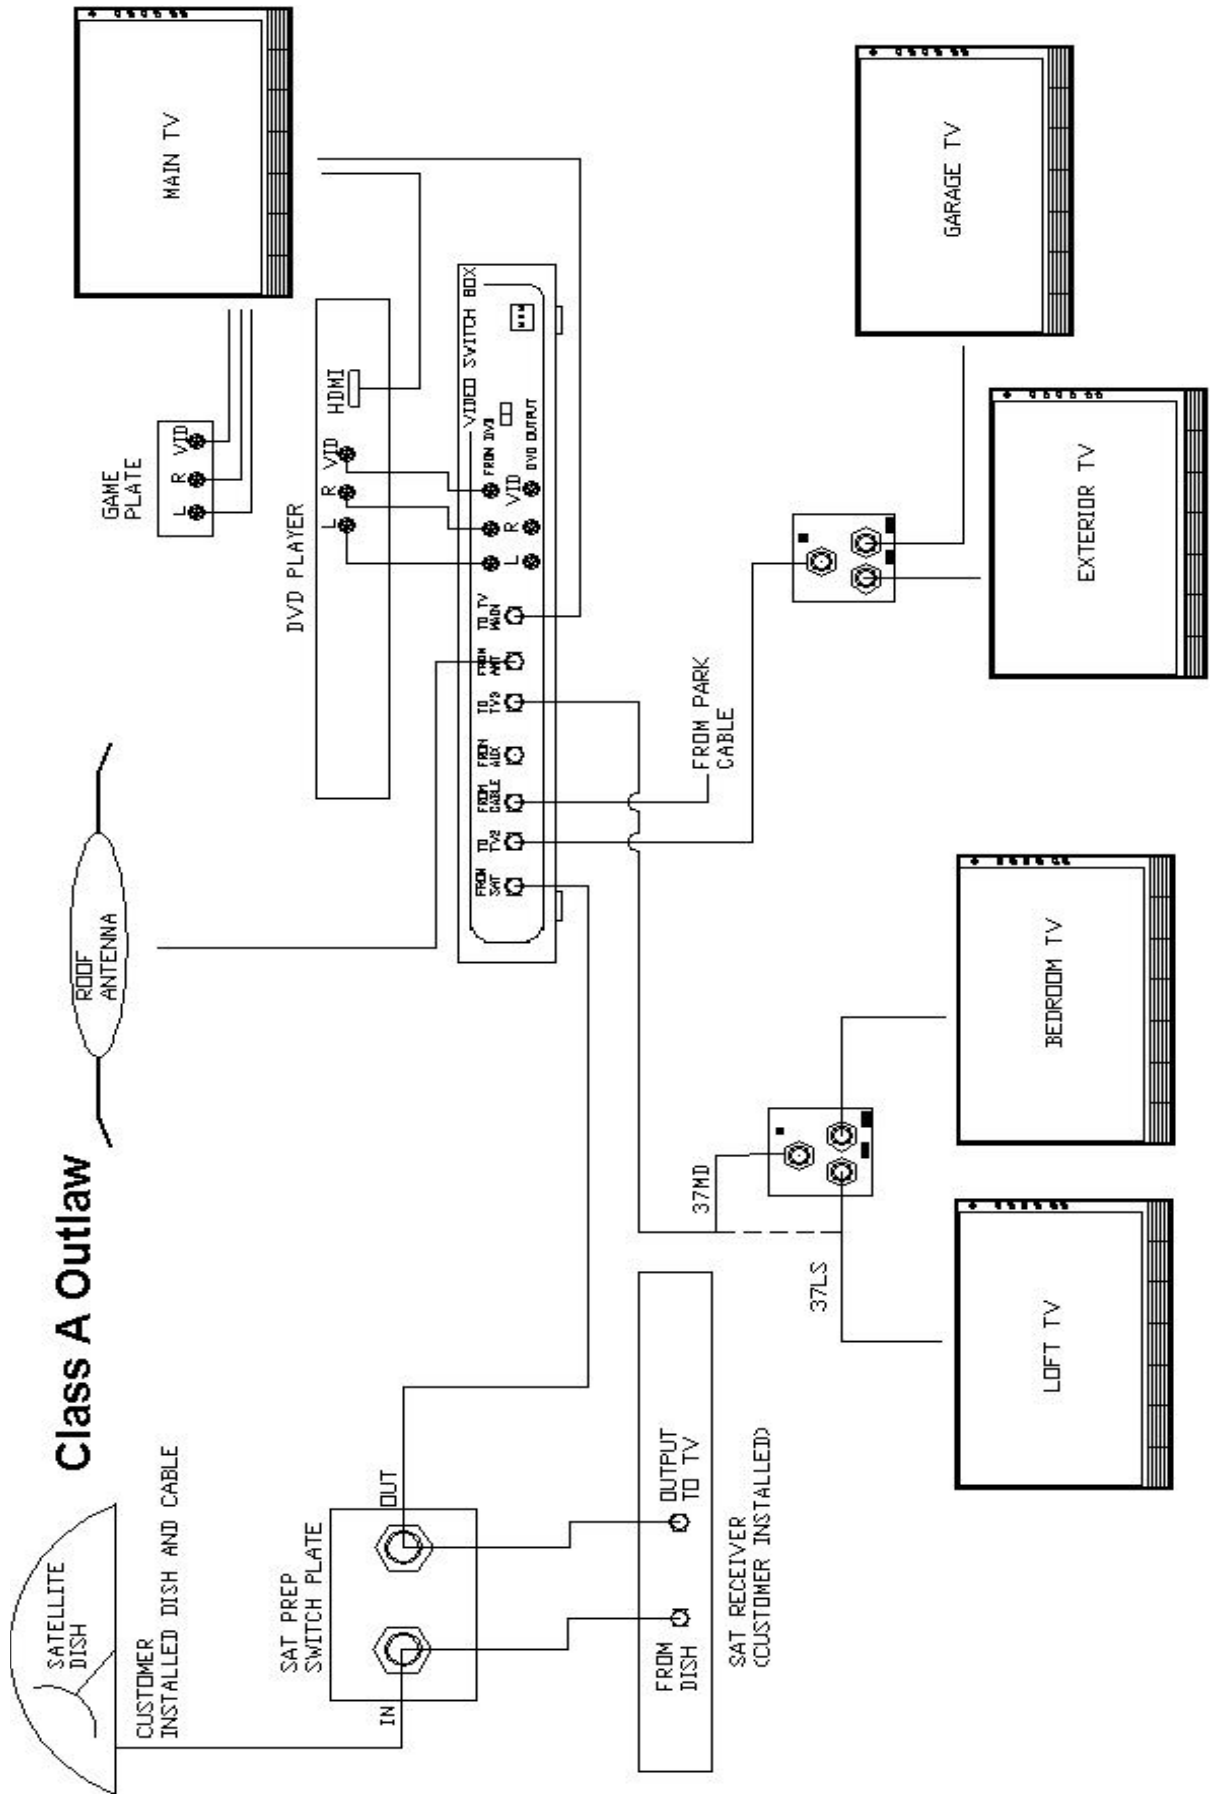 Class A Outlaw
SATELLITE
DISH
CUSTOMER
INSTALLED DISH AND CABLE
ROOF
ANTENNA
GAME
PLATE
L
R
VID
MAIN TV
SAT PREP
SWITCH PLATE
IN
OUT
DVD PLAYER
L
R
VID
HDMI
VIDEO SWITCH BOX
FROM
SAT
TO
TV2
FROM
CABLE
FROM
AUX
TO
TV3
FROM
ANT
TO TV
MAIN
FROM DVD
L
R
VID
DVD OUTPUT
FROM
DISH
OUTPUT
TO TV
SAT RECEIVER
(CUSTOMER INSTALLED)
37MD
37LS
FROM PARK
CABLE
LOFT TV
BEDROOM TV
EXTERIOR TV
GARAGE TV